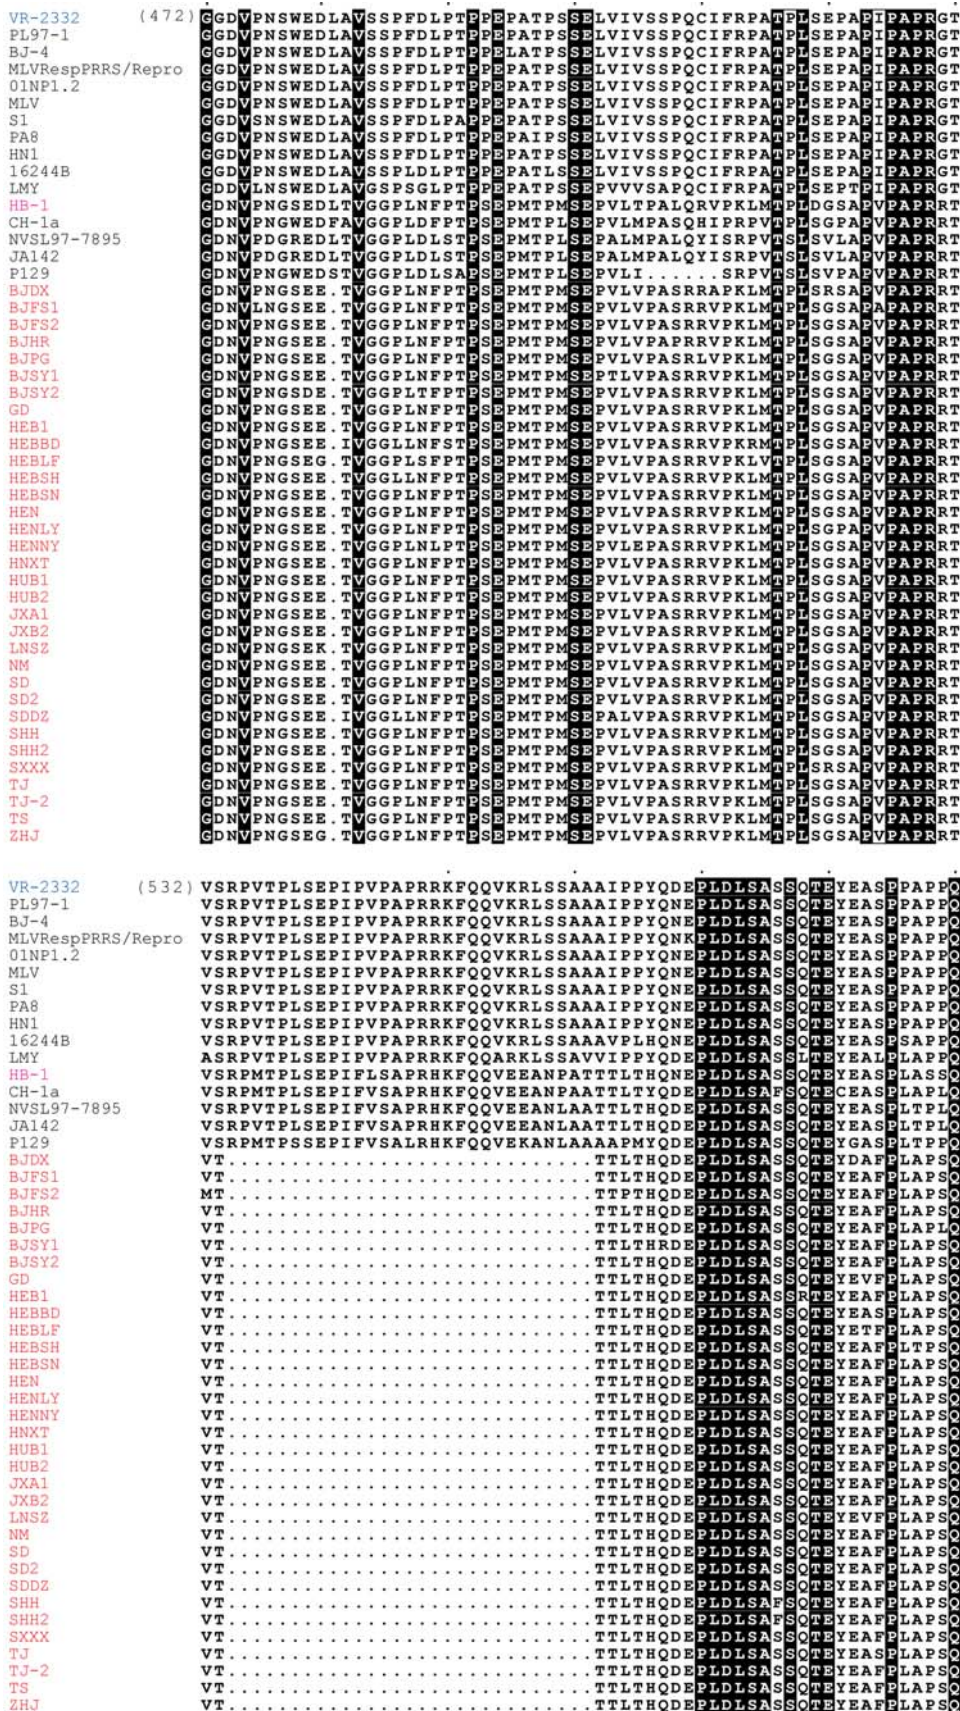 VR-2332 (472) GGDVPNSWEDLAVSSPFDLPTPPEPATPSSELVIVSSPQCIFRPATPLSEPAPIPAPRGT
PL97-1 GGDVPNSWEDLAVSSPFDLPTPPEPATPSSELVIVSSPQCIFRPATPLSEPAPIPAPRGT
BJ-4 GGDVPNSWEDLAVSSPFDLPTPPELATPSSELVIVSSPQCIFRPATPLSEPAPIPAPRGT
MLVRespPRRS/Repro GGDVPNSWEDLAVSSPFDLPTPPEPATPSSELVIVSSPQCIFRPATPLSEPAPIPAPRGT
01NP1.2 GGDVPNSWEDLAVSSPFDLPTPPEPATPSSELVIVSSPQCIFRPATPLSEPAPIPAPRGT
MLV GGDVPNSWEDLAVSSPFDLPTPPEPATPSSELVIVSSPQCIFRPATPLSEPAPIPAPRGT
S1 GGDVSNSWEDLAVSSPFDLPAPPEPATPSSELVIVSSPQCIFRPATPLSEPAPIPAPRGT
PA8 GGDVPNSWEDLAVSSPFDLPTPPEPAIPSSELVIVSSPQCIFRPATPLSEPAPIPAPRGT
HN1 GGDVPNSWEDLAVSSPFDLPTPPEPATPSSELVIVSSPQCIFRPATPLSEPAPIPAPRGT
16244B GGDVPNSWEDLAVSSPFDLPTPPEPATLSSELVIVSSPQCIFRPATPLSEPAPIPAPRGT
LMY GDDVLNSWEDLAVGSPSGLPTPPEPATPSSEPVVVSAPQCIFRPATPLSEPTPIPAPRGT
HB-1 GDNVPNGSEDLTVGGPLNFPTPSEPMTPMSEPVLTPALQRVPKLMTPLDGSAPVPAPRRT
CH-1a GDNVPNGWEDFAVGGPLDFPTPSEPMTPMSEPVLMPASQHIPRPVTPLSGPAPVPAPRRT
NVSL97-7895 GDNVPDGREDLTVGGPLDLSTPSEPMTPLSEPALMPALQYISRPVTSLSVLAPVPAPRRT
JA142 GDNVPDGREDLTVGGPLDLSTPSEPMTPLSEPALMPALQYISRPVTSLSVLAPVPAPRRT
P129 GDNVPNGWEDSTVGGPLDLSAPSEPMTPLSEPVLI......SRPVTSLSVPAPVPAPRRT
BJDX GDNVPNGSEE.TVGGPLNFPTPSEPMTPMSEPVLVPASRRAPKLMTPLSRSAPVPAPRRT
BJFS1 GDNVLNGSEE.TVGGPLNFPTPSEPMTPMSEPVLVPASRRVPKLMTPLSGSAPAPAPRRT
BJFS2 GDNVPNGSEE.TVGGPLNFPTPSEPMTPMSEPVLVPASRRVPKLMTPLSGSAPVPAPRRT
BJHR GDNVPNGSEE.TVGGPLNFPTPSEPMTPMSEPVLVPAPRRVPKLMTPLSGSAPVPAPRRT
BJPG GDNVPNGSEE.TVGGPLNFPTPSEPMTPMSEPVLVPASRLVPKLMTPLSGSAPVPAPRRT
BJSY1 GDNVPNGSEE.TVGGPLNFPTPSEPMTPMSEPTLVPASRRVPKLMTPLSGSAPVPAPRRT
BJSY2 GDNVPNGSDE.TVGGPLTFPTPSEPMTPMSEPVLVPASRRVPKLMTPLSGSAPVPAPRRT
GD GDNVPNGSEE.TVGGPLNFPTPSEPMTPMSEPVLVPASRRVPKLMTPLSGSAPVPAPRRT
HEB1 GDNVPNGSEE.TVGGPLNFPTPSEPMTPMSEPVLVPASRRVPKLMTPLSGSAPVPAPRRT
HEBBD GDNVPNGSEE.IVGGLLNFSTPSEPMTPMSEPVLVPASRRVPKRMTPLSGSAPVPAPRRT
HEBLF GDNVPNGSEG.TVGGPLSFPTPSEPMTPMSEPVLVPASRRVPKLVTPLSGSAPVPAPRRT
HEBSH GDNVPNGSEE.TVGGLLNFPTPSEPMTPMSEPVLVPASRRVPKLMTPLSGSAPVPAPRRT
HEBSN GDNVPNGSEE.TVGGPLNFPTPSEPMTPMSEPVLVPASRRVPKLMTPLSGSAPVPAPRRT
HEN GDNVPNGSEE.TVGGPLNFPTPSEPMTPMSEPVLVPASRRVPKLMTPLSGSAPVPAPRRT
HENLY GDNVPNGSEE.TVGGPLNFPTPSEPMTPMSEPVLVPASRRVPKLMTPLSGPAPVPAPRRT
HENNY GDNVPNGSEE.TVGGPLNLPTPSEPMTPMSEPVLEPASRRVPKLMTPLSGSAPVPAPRRT
HNXT GDNVPNGSEE.TVGGPLNFPTPSEPMTPMSEPVLVPASRRVPKLMTPLSGSAPVPAPRRT
HUB1 GDNVPNGSEE.TVGGPLNFPTPSEPMTPMSEPVLVPASRRVPKLMTPLSGSAPVPAPRRT
HUB2 GDNVPNGSEE.TVGGPLNFPTPSEPMTPMSEPVLVPASRRVPKLMTPLSGSAPVPAPRRT
JXA1 GDNVPNGSEE.TVGGPLNFPTPSEPMTPMSEPVLVPASRRVPKLMTPLSGSAPVPAPRRT
JXB2 GDNVPNGSEE.TVGGPLNFPTPSEPMTPMSEPVLVPASRRVPKLMTPLSGSAPVPAPRRT
LNSZ GDNVPNGSEK.TVGGPLNFPTPSEPMTPMSEPVLVPASRRVPKLMTPLSGSAPVPAPRRT
NM GDNVPNGSEE.TVGGPLNFPTPSEPMTPMSEPVLVPASRRVPKLMTPLSGSAPVPAPRRT
SD GDNVPNGSEE.TVGGPLNFPTPSEPMTPMSEPVLVPASRRVPKLMTPLSGSAPVPAPRRT
SD2 GDNVPNGSEE.TVGGPLNFPTPSEPMTPMSEPVLVPASRRVPKLMTPLSGSAPVPAPRRT
SDDZ GDNVPNGSEE.IVGGLLNFPTPSEPMTPMSEPALVPASRRVPKLMTPLSGSAPVPAPRRT
SHH GDNVPNGSEE.TVGGPLNFPTPSEPMTPMSEPVLVPASRRVPKLMTPLSGSAPVPAPRRT
SHH2 GDNVPNGSEE.TVGGPLNFPTPSEPMTPMSEPVLVPASRRVPKLMTPLSGSAPVPAPRRT
SXXX GDNVPNGSEE.TVGGPLNFPTPSEPMTPMSEPVLVPASRRVPKLMTPLSRSAPVPAPRRT
TJ GDNVPNGSEE.TVGGPLNFPTPSEPMTPMSEPVLVPASRRVPKLMTPLSGSAPVPAPRRT
TJ-2 GDNVPNGSEE.TVGGPLNFPTPSEPMTPMSEPVLVPASRRVPKLMTPLSGSAPVPAPRRT
TS GDNVPNGSEE.TVGGPLNFPTPSEPMTPMSEPVLVPASRRVPKLMTPLSGSAPVPAPRRT
ZHJ GDNVPNGSEG.TVGGPLNFPTPSEPMTPMSEPVLVPASRRVPKLMTPLSGSAPVPAPRRT
VR-2332 (532) VSRPVTPLSEPIPVPAPRRKFQQVKRLSSAAAIPPYQDEPLDLSASSQTEYEASPPAPPQ
PL97-1 VSRPVTPLSEPIPVPAPRRKFQQVKRLSSAAAIPPYQNEPLDLSASSQTEYEASPPAPPQ
BJ-4 VSRPVTPLSEPIPVPAPRRKFQQVKRLSSAAAIPPYQNEPLDLSASSQTEYEASPPAPPQ
MLVRespPRRS/Repro VSRPVTPLSEPIPVPAPRRKFQQVKRLSSAAAIPPYQNKPLDLSASSQTEYEASPPAPPQ
01NP1.2 VSRPVTPLSEPIPVPAPRRKFQQVKRLSSAAAIPPYQNEPLDLSASSQTEYEASPPAPPQ
MLV VSRPVTPLSEPIPVPAPRRKFQQVKRLSSAAAIPPYQNEPLDLSASSQTEYEASPPAPPQ
S1 VSRPVTPLSEPIPVPAPRRKFQQVKRLSSAAAIPPYQNEPLDLSASSQTEYEASPPAPPQ
PA8 VSRPVTPLSEPIPVPAPRRKFQQVKRLSSAAAIPPYQNEPLDLSASSQTEYEASPPAPPQ
HN1 VSRPVTPLSEPIPVPAPRRKFQQVKRLSSAAAIPPYQNEPLDLSASSQTEYEASPPAPPQ
16244B VSRPVTPLSEPIPVPAPRRKFQQVKRLSSAAAVPLHQNEPLDLSASSQTEYEASPSAPPQ
LMY ASRPVTPLSEPIPVPAPRRKFQQARKLSSAVVIPPYQDEPLDLSASSLTEYEALPLAPPQ
HB-1 VSRPMTPLSEPIFLSAPRHKFQQVEEANPATTTLTHQNEPLDLSASSQTEYEASPLASSQ
CH-1a VSRPMTPLSEPIFVSAPRHKFQQVEEANPAATTLTHQDEPLDLSAFSQTECEASPLAPLQ
NVSL97-7895 VSRPVTPLSEPIFVSAPRHKFQQVEEANLAATTLTHQDEPLDLSASSQTEYEASPLTPLQ
JA142 VSRPVTPLSEPIFVSAPRHKFQQVEEANLAATTLTHQDEPLDLSASSQTEYEASPLTPLQ
P129 VSRPMTPSSEPIFVSALRHKFQQVEKANLAAAAPMYQDEPLDLSASSQTEYGASPLTPPQ
BJDX VT.............................TTLTHQDEPLDLSASSQTEYDAFPLAPSQ
BJFS1 VT.............................TTLTHQDEPLDLSASSQTEYEAFPLAPSQ
BJFS2 MT.............................TTPTHQDEPLDLSASSQTEYEAFPLAPSQ
BJHR VT.............................TTLTHQDEPLDLSASSQTEYEAFPLAPSQ
BJPG VT.............................TTLTHQDEPLDLSASSQTEYEASPLAPLQ
BJSY1 VT.............................TTLTHRDEPLDLSASSQTEYEAFPLAPSQ
BJSY2 VT.............................TTLTHQDEPLDLSASSQTEYEAFPLAPSQ
GD VT.............................TTLTHQDEPLDLSASSQTEYEVFPLAPSQ
HEB1 VT.............................TTLTHQDEPLDLSASSRTEYEAFPLAPSQ
HEBBD VT.............................TTLTHQDEPLDLSASSQTEYEASPLAPSQ
HEBLF VT.............................TTLTHQDEPLDLSASSQTEYETFPLAPSQ
HEBSH VT.............................TTLTHQDEPLDLSASSQTEYEAFPLTPSQ
HEBSN VT.............................TTLTHQDEPLDLSASSQTEYEAFPLAPSQ
HEN VT.............................TTLTHQDEPLDLSASSQTEYEAFPLAPSQ
HENLY VT.............................TTLTHQDEPLDLSASSQTEYEAFPLAPSQ
HENNY VT.............................TTLTHQDEPLDLSASSQTEYEAFPLAPSQ
HNXT VT.............................TTLTHQDEPLDLSASSQTEYEAFPLAPSQ
HUB1 VT.............................TTLTHQDEPLDLSASSQTEYEAFPLAPSQ
HUB2 VT.............................TTLTHQDEPLDLSASSQTEYEAFPLAPSQ
JXA1 VT.............................TTLTHQDEPLDLSASSQTEYEAFPLAPSQ
JXB2 VT.............................TTLTHQDEPLDLSASSQTEYEAFPLAPSQ
LNSZ VT.............................TTLTHQDEPLDLSASSQTEYEVFPLAPSQ
NM VT.............................TTLTHQDEPLDLSASSQTEYEAFPLAPSQ
SD VT.............................TTLTHQDEPLDLSASSQTEYEAFPLAPSQ
SD2 VT.............................TTLTHQDEPLDLSASSQTEYEAFPLAPSQ
SDDZ VT.............................TTLTHQDEPLDLSASSQTEYEASPLAPSQ
SHH VT.............................TTLTHQDEPLDLSAFSQTEYEAFPLAPSQ
SHH2 VT.............................TTLTHQDEPLDLSAFSQTEYEAFPLAPSQ
SXXX VT.............................TTLTHQDEPLDLSASSQTEYEAFPLAPSQ
TJ VT.............................TTLTHQDEPLDLSASSQTEYEAFPLAPSQ
TJ-2 VT.............................TTLTHQDEPLDLSASSQTEYEAFPLAPSQ
TS VT.............................TTLTHQDEPLDLSASSQTEYEAFPLAPSQ
ZHJ VT.............................TTLTHQDEPLDLSASSQTEYEAFPLAPSQ